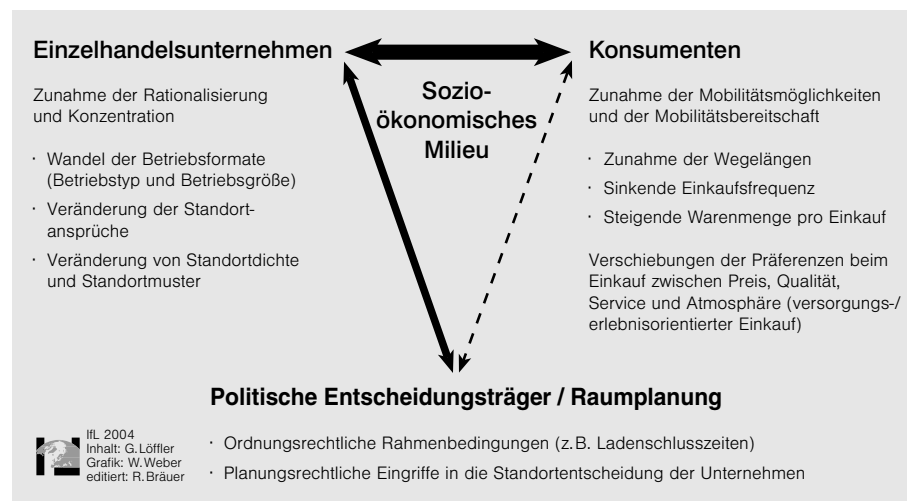 Einzelhandelsunternehmen
Zunahme der Rationalisierung
und Konzentration
· Wandel der Betriebsformate
(Betriebstyp und Betriebsgröße)
· Veränderung der Standort-
ansprüche
· Veränderung von Standortdichte
und Standortmuster
Sozio-
ökonomisches
Milieu
Konsumenten
Zunahme der Mobilitätsmöglichkeiten
und der Mobilitätsbereitschaft
· Zunahme der Wegelängen
· Sinkende Einkaufsfrequenz
· Steigende Warenmenge pro Einkauf
Verschiebungen der Präferenzen beim
Einkauf zwischen Preis, Qualität,
Service und Atmosphäre (versorgungs-/
erlebnisorientierter Einkauf)
Politische Entscheidungsträger / Raumplanung
· Ordnungsrechtliche Rahmenbedingungen (z.B. Ladenschlusszeiten)
· Planungsrechtliche Eingriffe in die Standortentscheidung der Unternehmen
IfL 2004
Inhalt: G.Löffler
Grafik: W.Weber
editiert: R.Bräuer